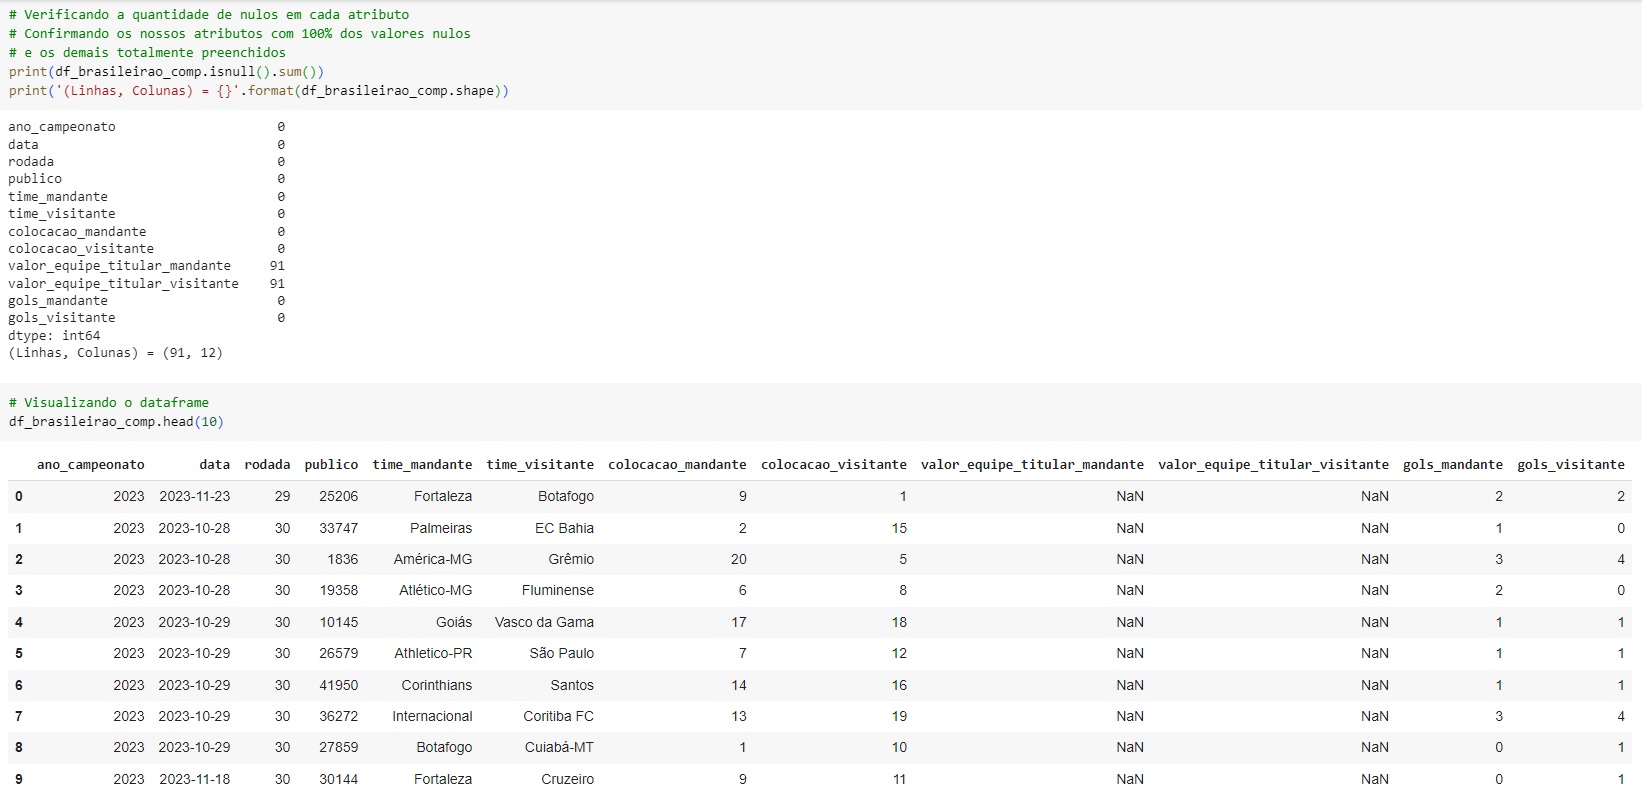 # Verificando a quantidade de nulos em cada atributo
# Confirmando os nossos atributos com 100% dos valores nulos
# e os demais totalmente preenchidos
print(df_brasileirao_comp.isnull().sum())
print('(Linhas, Colunas) = {}'.format(df_brasileirao_comp.shape))
ano_campeonato 0
data 0
rodada 0
publico 0
time_mandante 0
time_visitante 0
colocacao_mandante 0
colocacao_visitante 0
valor_equipe_titular_mandante 91
valor_equipe_titular_visitante 91
gols_mandante 0
gols_visitante 0
dtype: int64
(Linhas, Colunas) = (91, 12)
# Visualizando o dataframe
df_brasileirao_comp.head(10)
ano_campeonato data rodada publico time_mandante time_visitante colocacao_mandante colocacao_visitante valor_equipe_titular_mandante valor_equipe_titular_visitante gols_mandante gols_visitante
0 2023 2023-11-23 29 25206 Fortaleza Botafogo 9 1 NaN NaN 2 2
1 2023 2023-10-28 30 33747 Palmeiras EC Bahia 2 15 NaN NaN 1 0
2 2023 2023-10-28 30 1836 América-MG Grêmio 20 5 NaN NaN 3 4
3 2023 2023-10-28 30 19358 Atlético-MG Fluminense 6 8 NaN NaN 2 0
4 2023 2023-10-29 30 10145 Goiás Vasco da Gama 17 18 NaN NaN 1 1
5 2023 2023-10-29 30 26579 Athletico-PR São Paulo 7 12 NaN NaN 1 1
6 2023 2023-10-29 30 41950 Corinthians Santos 14 16 NaN NaN 1 1
7 2023 2023-10-29 30 36272 Internacional Coritiba FC 13 19 NaN NaN 3 4
8 2023 2023-10-29 30 27859 Botafogo Cuiabá-MT 1 10 NaN NaN 0 1
9 2023 2023-11-18 30 30144 Fortaleza Cruzeiro 9 11 NaN NaN 0 1